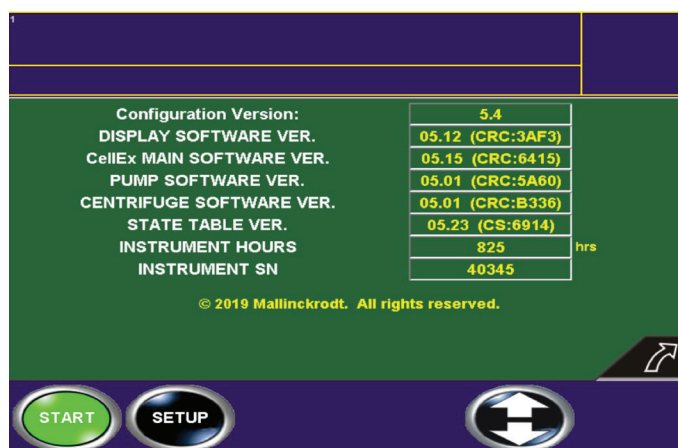 1
Configuration Version: 5.4
DISPLAY SOFTWARE VER. 05.12 (CRC:3AF3)
CellEx MAIN SOFTWARE VER. 05.15 (CRC:6415)
PUMP SOFTWARE VER. 05.01 (CRC:5A60)
CENTRIFUGE SOFTWARE VER. 05.01 (CRC:B336)
STATE TABLE VER. 05.23 (CS:6914)
INSTRUMENT HOURS 825 hrs
INSTRUMENT SN 40345
© 2019 Mallinckrodt. All rights reserved.
START SETUP